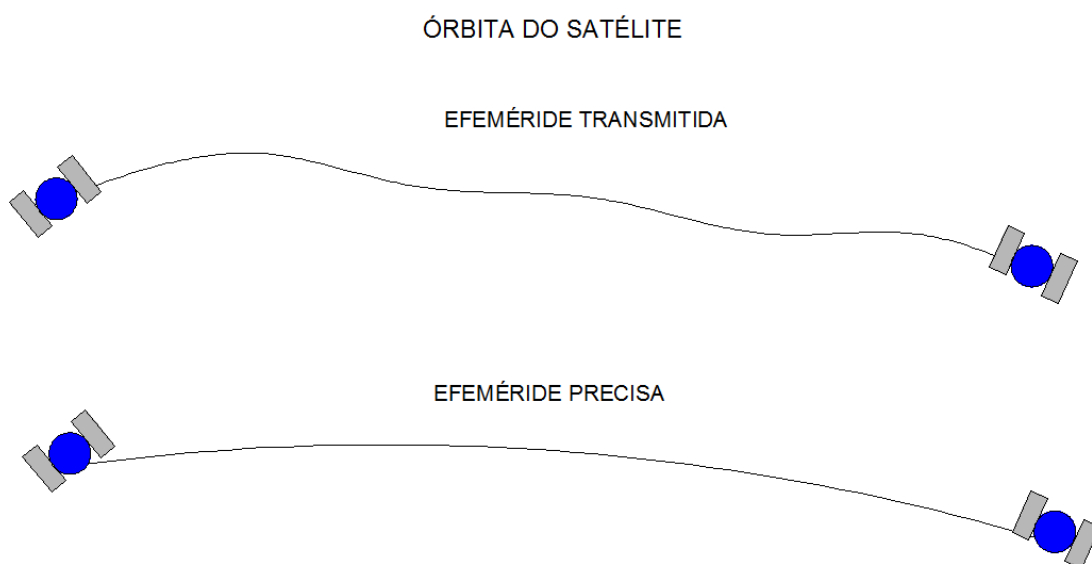 ÓRBITA DO SATÉLITE
EFEMÉRIDE TRANSMITIDA
EFEMÉRIDE PRECISA